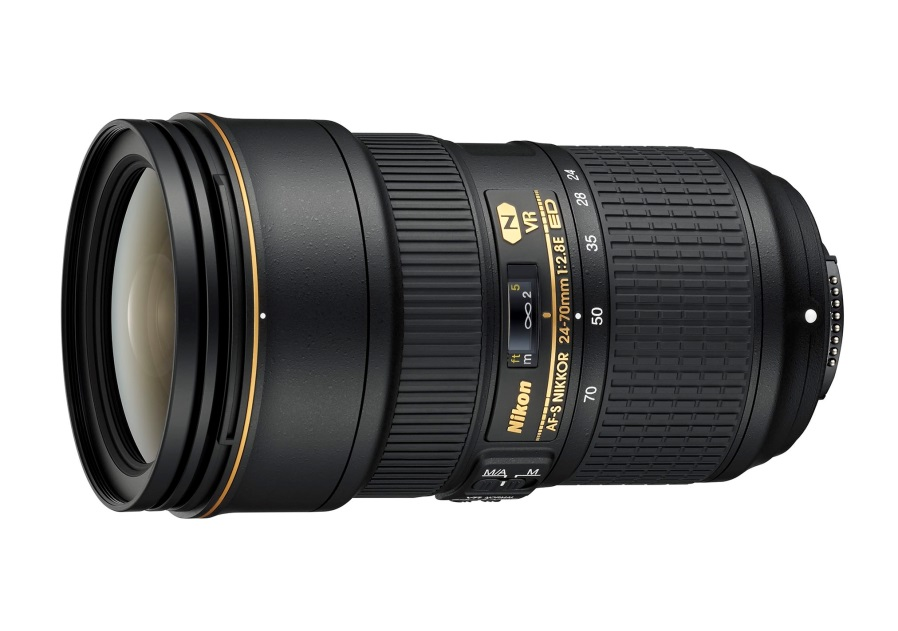 N
VR
Nikon
AF-S NIKKOR 24-70mm 1:2.8E ED
ft 5
m ∞ 2
24 28 35 50 70
M/A M